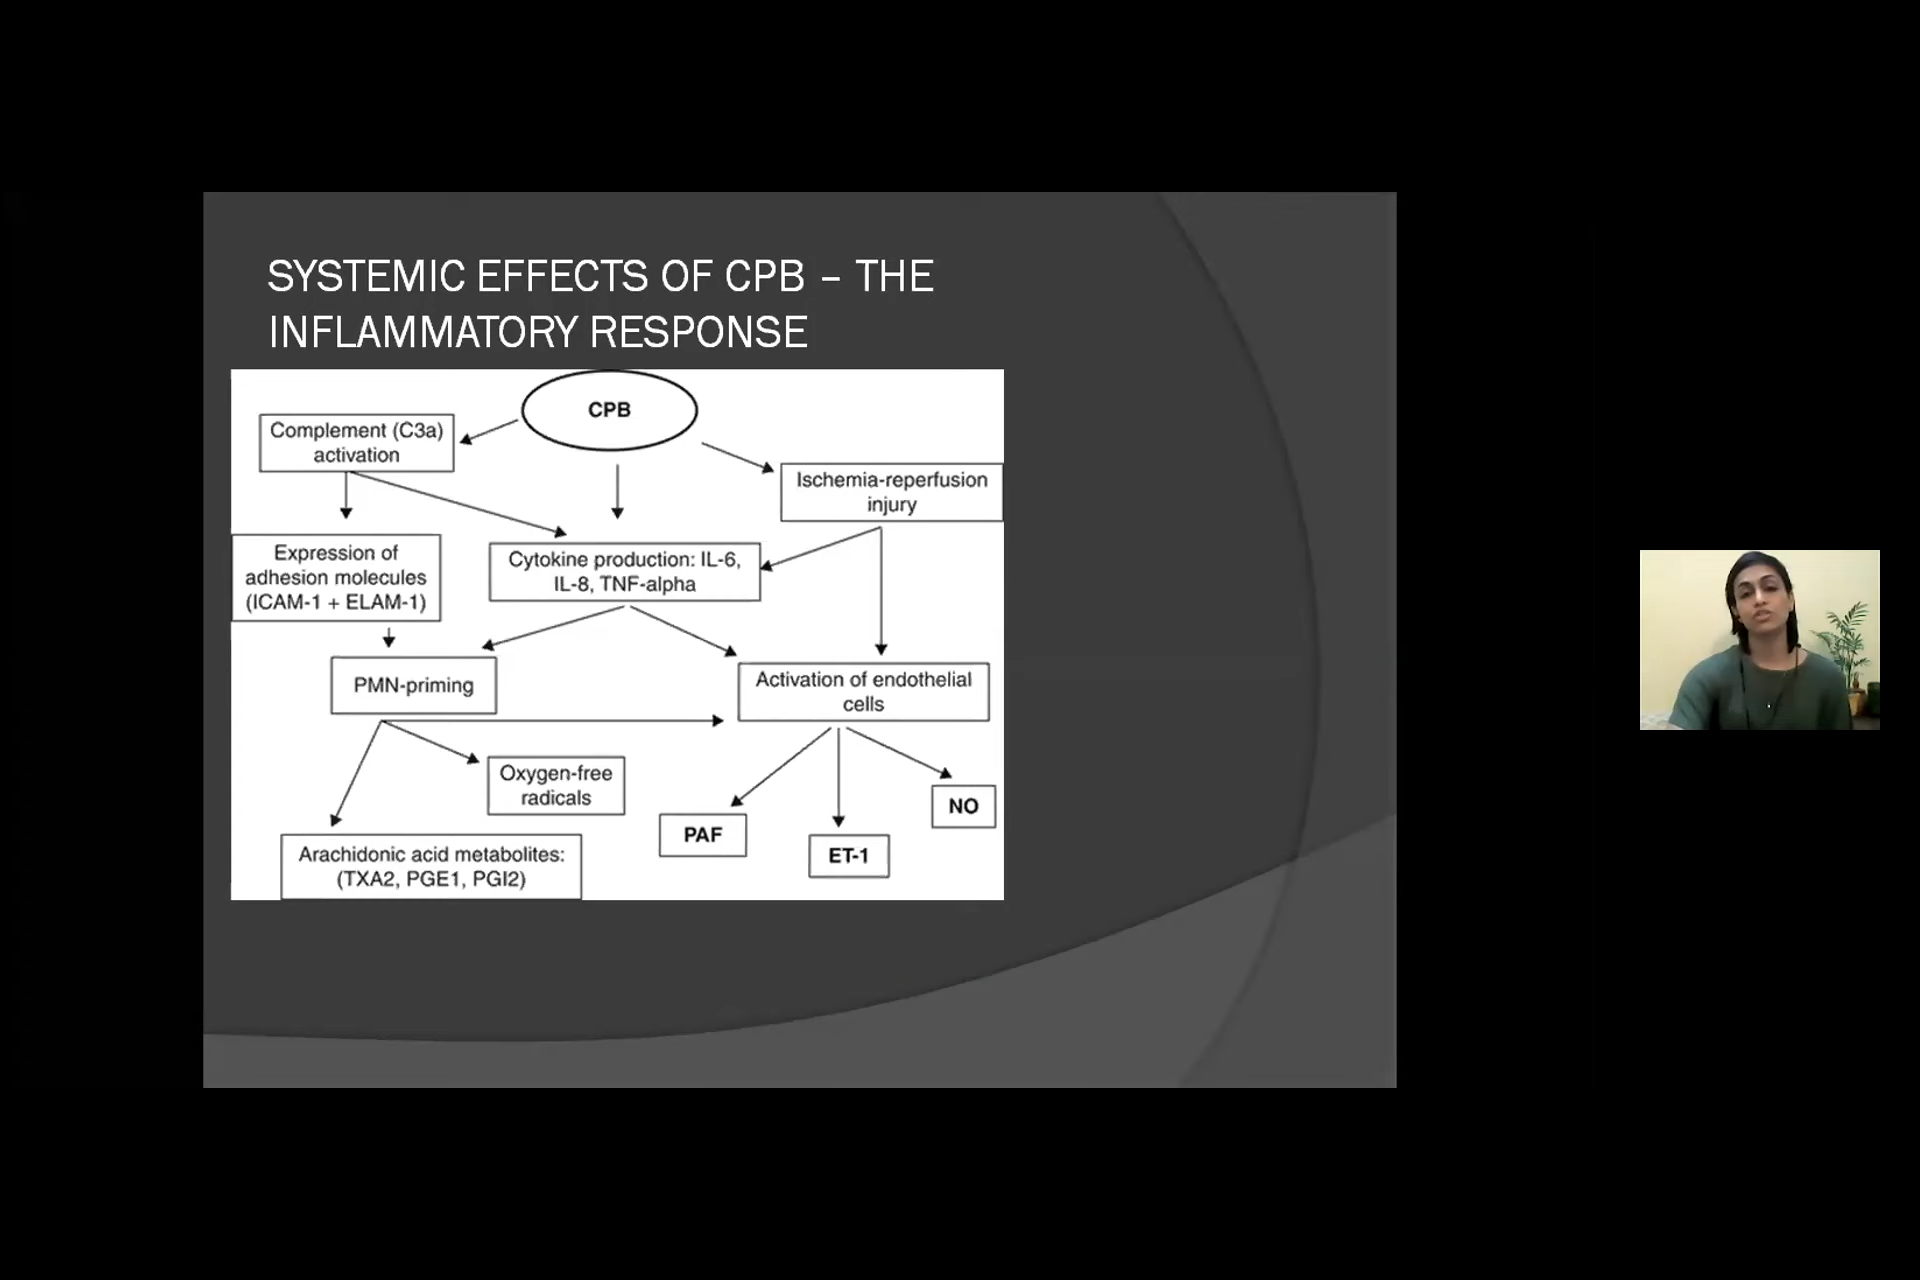 SYSTEMIC EFFECTS OF CPB – THE
INFLAMMATORY RESPONSE
CPB
Complement (C3a)
activation
Ischemia-reperfusion
injury
Expression of
adhesion molecules
(ICAM-1 + ELAM-1)
Cytokine production: IL-6,
IL-8, TNF-alpha
PMN-priming
Activation of endothelial
cells
Oxygen-free
radicals
NO
PAF
ET-1
Arachidonic acid metabolites:
(TXA2, PGE1, PGI2)